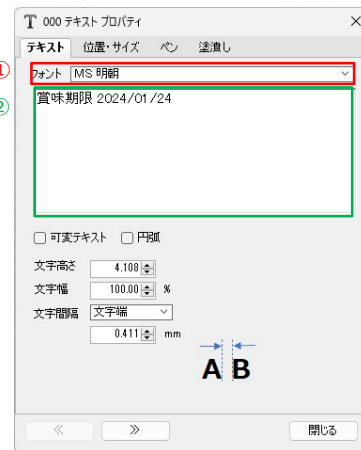 T 000 テキスト プロパティ ×
テキスト 位置・サイズ ペン 塗潰し
① フォント MS 明朝
② 賞味期限 2024/01/24
可変テキスト 円弧
文字高さ 4.108
文字幅 100.00 %
文字間隔 文字端
0.411 mm
A B
« » 閉じる